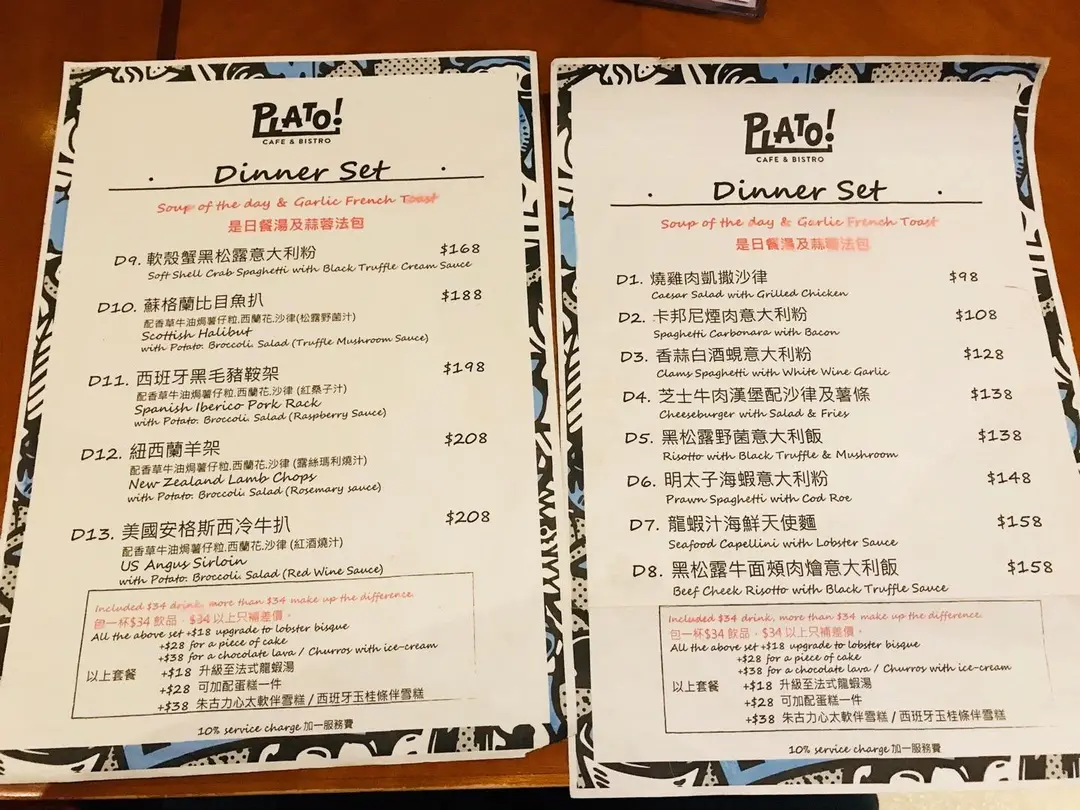 PLATO!
CAFE & BISTRO
Dinner Set
Soup of the day & Garlic French Toast
是日餐湯及蒜蓉法包
D9. 軟殼蟹黑松露意大利粉 $168
Soft Shell Crab Spaghetti with Black Truffle Cream Sauce
D10. 蘇格蘭比目魚扒 $188
配香草牛油焗薯仔粒.西蘭花.沙律(松露野菌汁)
Scottish Halibut
with Potato. Broccoli. Salad (Truffle Mushroom Sauce)
D11. 西班牙黑毛豬鞍架 $198
配香草牛油焗薯仔粒.西蘭花.沙律 (紅桑子汁)
Spanish Iberico Pork Rack
with Potato. Broccoli. Salad (Raspberry Sauce)
D12. 紐西蘭羊架 $208
配香草牛油焗薯仔粒.西蘭花.沙律 (露絲瑪利燒汁)
New Zealand Lamb Chops
with Potato. Broccoli. Salad (Rosemary sauce)
D13. 美國安格斯西冷牛扒 $208
配香草牛油焗薯仔粒.西蘭花.沙律 (紅酒燒汁)
US Angus Sirloin
with Potato. Broccoli. Salad (Red Wine Sauce)
Included $34 drink, more than $34 make up the difference.
包一杯$34 飲品，$34 以上只補差價。
All the above set +$18 upgrade to lobster bisque
+$28 for a piece of cake
+$38 for a chocolate lava / Churros with ice-cream
以上套餐 +$18 升級至法式龍蝦湯
+$28 可加配蛋糕一件
+$38 朱古力心太軟伴雪糕 / 西班牙玉桂條伴雪糕
10% service charge 加一服務費
PLATO!
CAFE & BISTRO
Dinner Set
Soup of the day & Garlic French Toast
是日餐湯及蒜蓉法包
D1. 燒雞肉凱撒沙律 $98
Caesar Salad with Grilled Chicken
D2. 卡邦尼煙肉意大利粉 $108
Spaghetti Carbonara with Bacon
D3. 香蒜白酒蜆意大利粉 $128
Clams Spaghetti with White Wine Garlic
D4. 芝士牛肉漢堡配沙律及薯條 $138
Cheeseburger with Salad & Fries
D5. 黑松露野菌意大利飯 $138
Risotto with Black Truffle & Mushroom
D6. 明太子海蝦意大利粉 $148
Prawn Spaghetti with Cod Roe
D7. 龍蝦汁海鮮天使麵 $158
Seafood Capellini with Lobster Sauce
D8. 黑松露牛面頰肉燴意大利飯 $158
Beef Cheek Risotto with Black Truffle Sauce
Included $34 drink, more than $34 make up the difference.
包一杯$34 飲品，$34 以上只補差價。
All the above set +$18 upgrade to lobster bisque
+$28 for a piece of cake
+$38 for a chocolate lava / Churros with ice-cream
以上套餐 +$18 升級至法式龍蝦湯
+$28 可加配蛋糕一件
+$38 朱古力心太軟伴雪糕 / 西班牙玉桂條伴雪糕
10% service charge 加一服務費